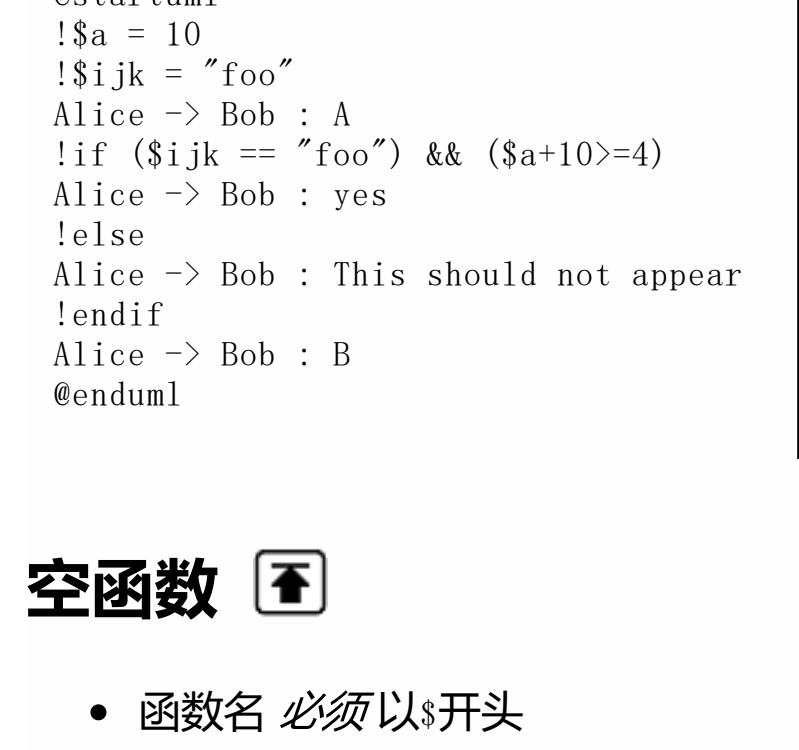 @startuml
!$a = 10
!$ijk = "foo"
Alice -> Bob : A
!if ($ijk == "foo") && ($a+10>=4)
Alice -> Bob : yes
!else
Alice -> Bob : This should not appear
!endif
Alice -> Bob : B
@enduml
空函数
函数名 必须 以$开头